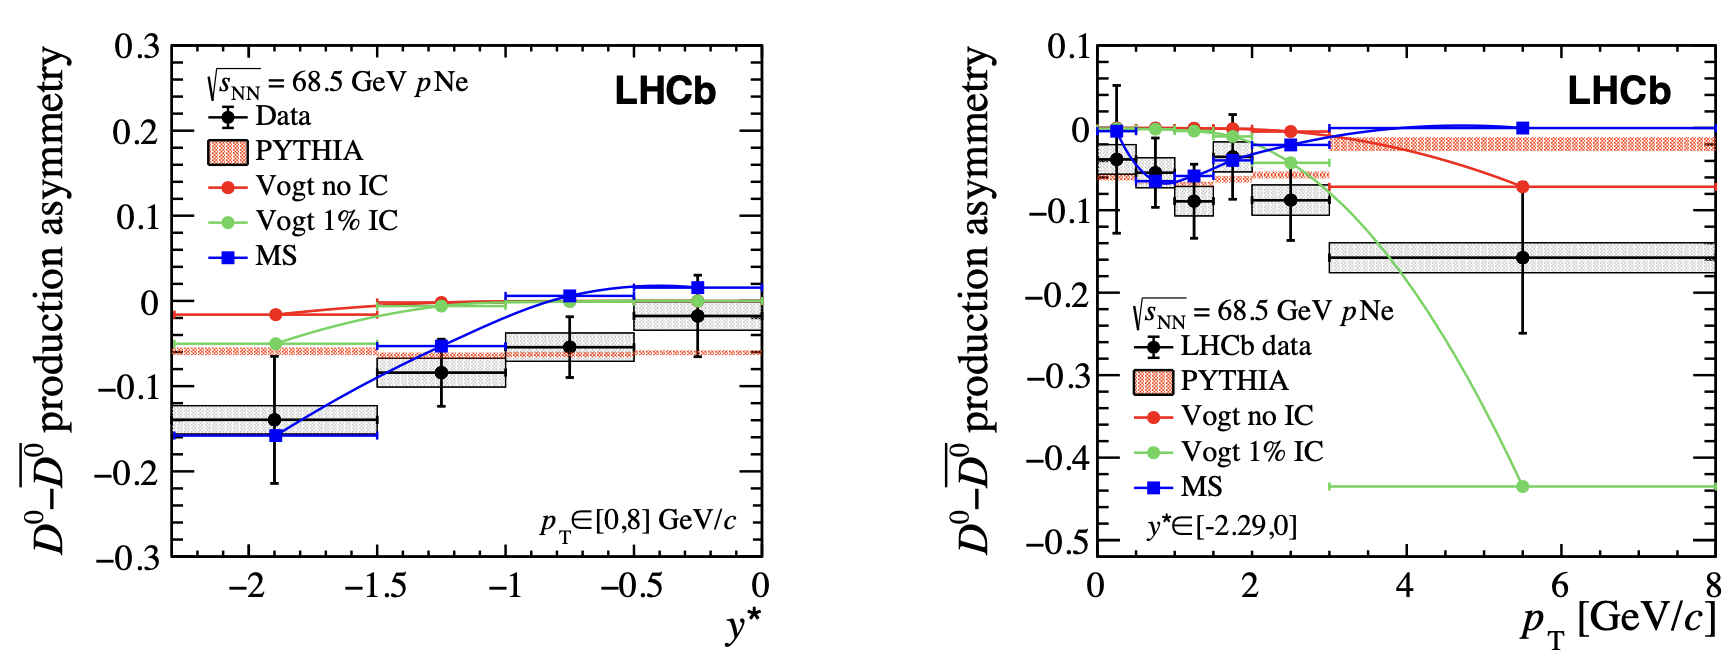 D⁰–D̅⁰ production asymmetry
0.3
0.2
0.1
0
−0.1
−0.2
−0.3
√sNN = 68.5 GeV pNe
LHCb
Data
PYTHIA
Vogt no IC
Vogt 1% IC
MS
pT∈[0,8] GeV/c
−2 −1.5 −1 −0.5 0
y*
D⁰–D̅⁰ production asymmetry
0.1
0
−0.1
−0.2
−0.3
−0.4
−0.5
LHCb
√sNN = 68.5 GeV pNe
LHCb data
PYTHIA
Vogt no IC
Vogt 1% IC
MS
y*∈[-2.29,0]
0 2 4 6 8
pT [GeV/c]